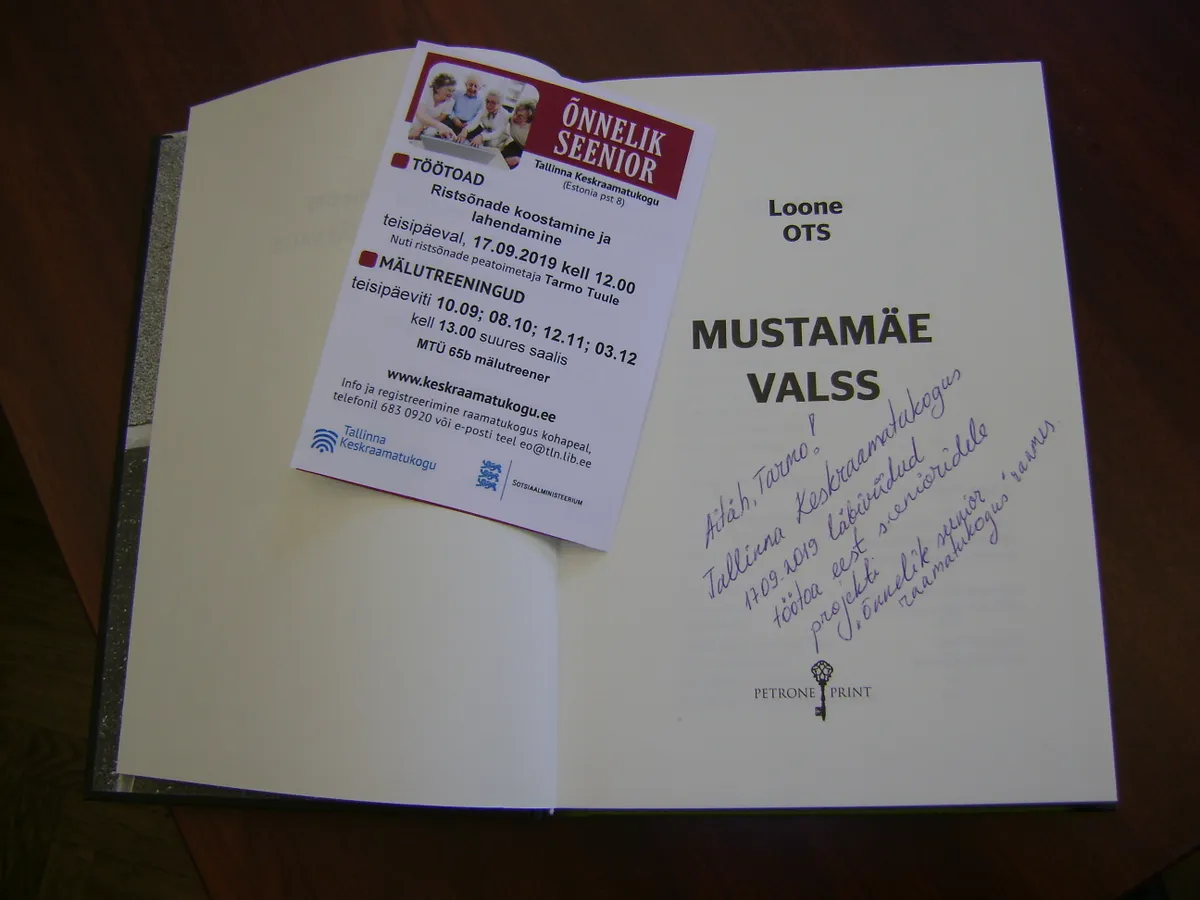 ÕNNELIK
SEENIOR
Tallinna Keskraamatukogu
(Estonia pst 8)
TÖÖTOAD
Ristsõnade koostamine ja
lahendamine
teisipäeval, 17.09.2019 kell 12.00
Nuti ristsõnade peatoimetaja Tarmo Tuule
MÄLUTREENINGUD
teisipäeviti 10.09; 08.10; 12.11; 03.12
kell 13.00 suures saalis
MTÜ 65b mälutreener
www.keskraamatukogu.ee
Info ja registreerimine raamatukogus kohapeal,
telefonil 683 0920 või e-posti teel eo@tln.lib.ee
Tallinna
Keskraamatukogu
SOTSIAALMINISTEERIUM
Loone
OTS
MUSTAMÄE
VALSS
Aitäh, Tarmo!
Tallinna Keskraamatukogus
17.09.2019 läbiviidud
töötoa eest senioridele
projekti
"Õnnelik seenior
raamatukogus" raames.
PETRONE PRINT